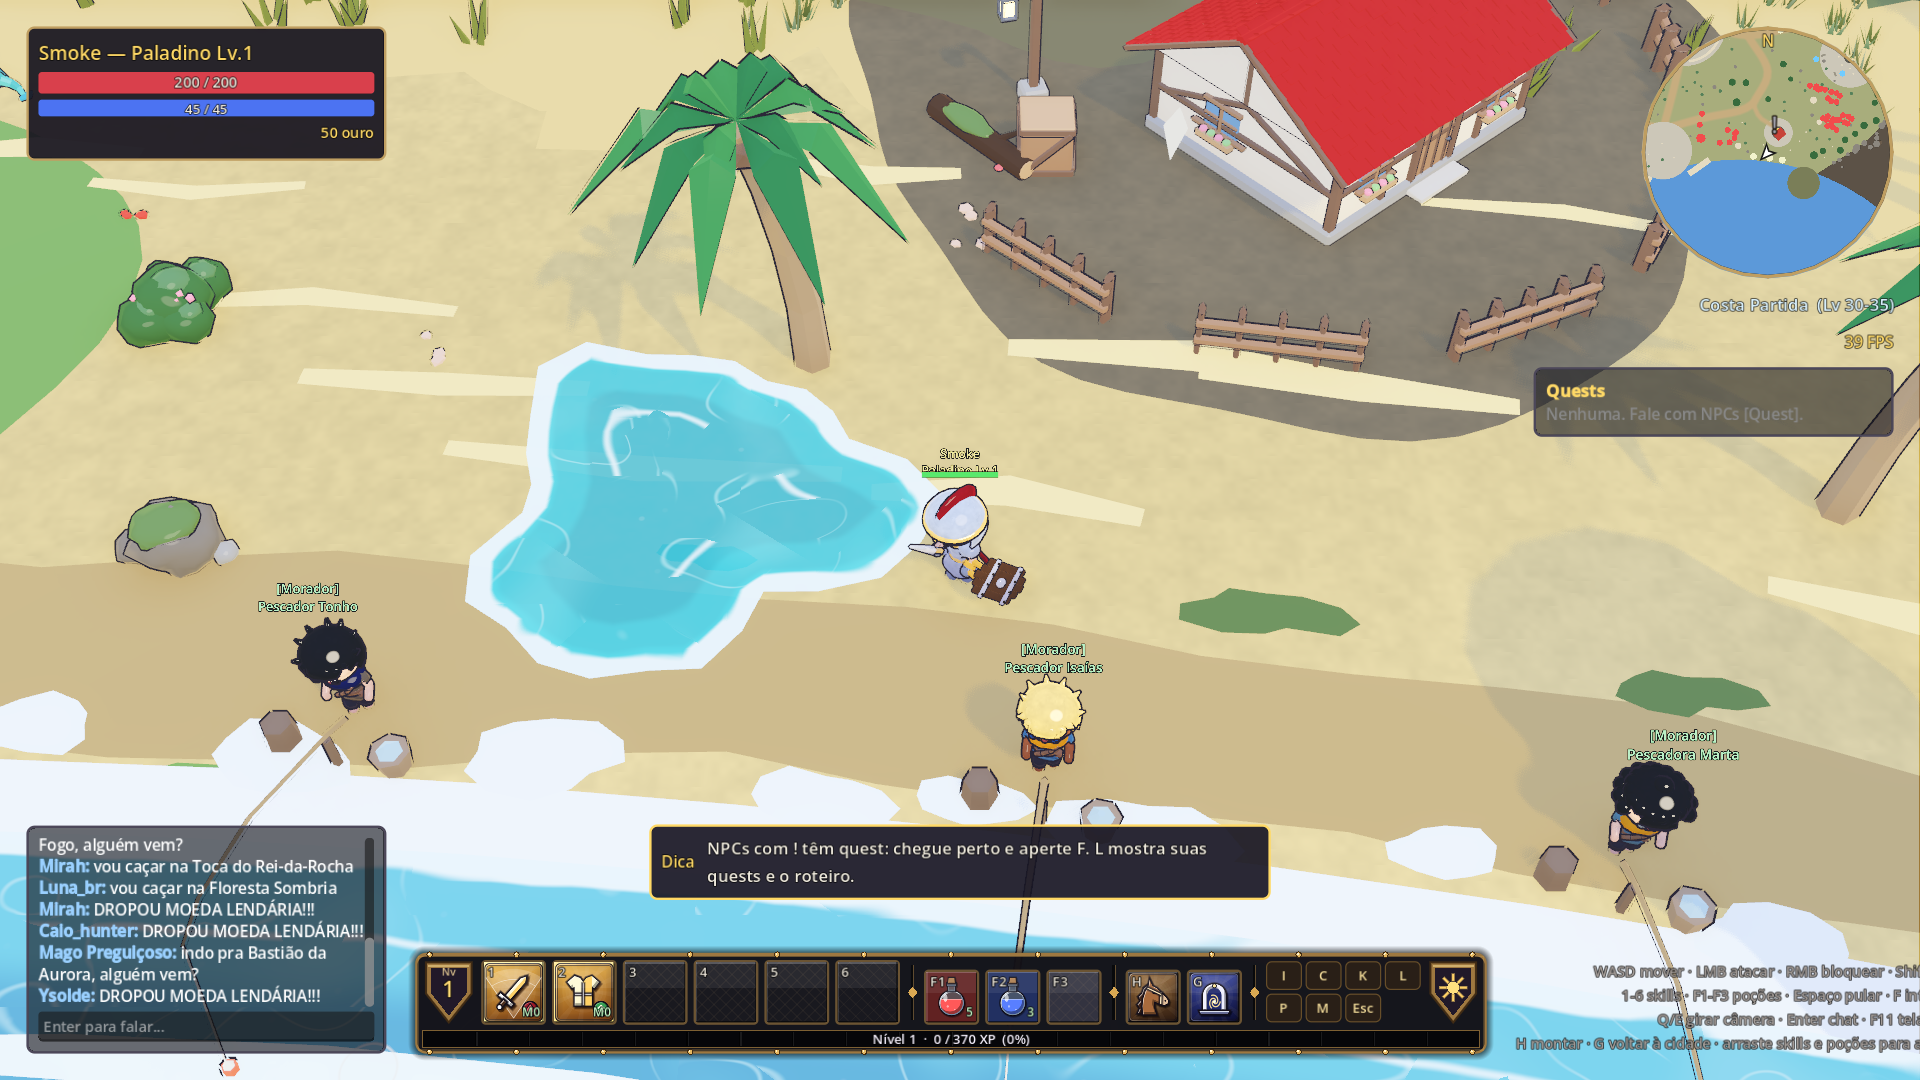 Smoke — Paladino Lv.1
200 / 200
45 / 45
50 ouro
N
Costa Partida (Lv 30-35)
39 FPS
Quests
Nenhuma. Fale com NPCs [Quest].
Smoke
Paladino Lv.1
[Morador]
Pescador Tonho
[Morador]
Pescador Isaías
[Morador]
Pescadora Marta
Fogo, alguém vem?
Mirah: vou caçar na Toca do Rei-da-Rocha
Luna_br: vou caçar na Floresta Sombria
Mirah: DROPOU MOEDA LENDÁRIA!!!
Caio_hunter: DROPOU MOEDA LENDÁRIA!!!
Mago Preguiçoso: indo pra Bastião da
Aurora, alguém vem?
Ysolde: DROPOU MOEDA LENDÁRIA!!!
Enter para falar...
Dica
NPCs com ! têm quest: chegue perto e aperte F. L mostra suas
quests e o roteiro.
Nv
1
1 M0
2 M0
3
4
5
6
F1 5
F2 3
F3
H
G
I C K L
P M Esc
Nível 1 · 0 / 370 XP (0%)
WASD mover · LMB atacar · RMB bloquear · Shif
1-6 skills · F1-F3 poções · Espaço pular · F int
Q/E girar câmera · Enter chat · F11 tela
H montar · G voltar à cidade · arraste skills e poções para a